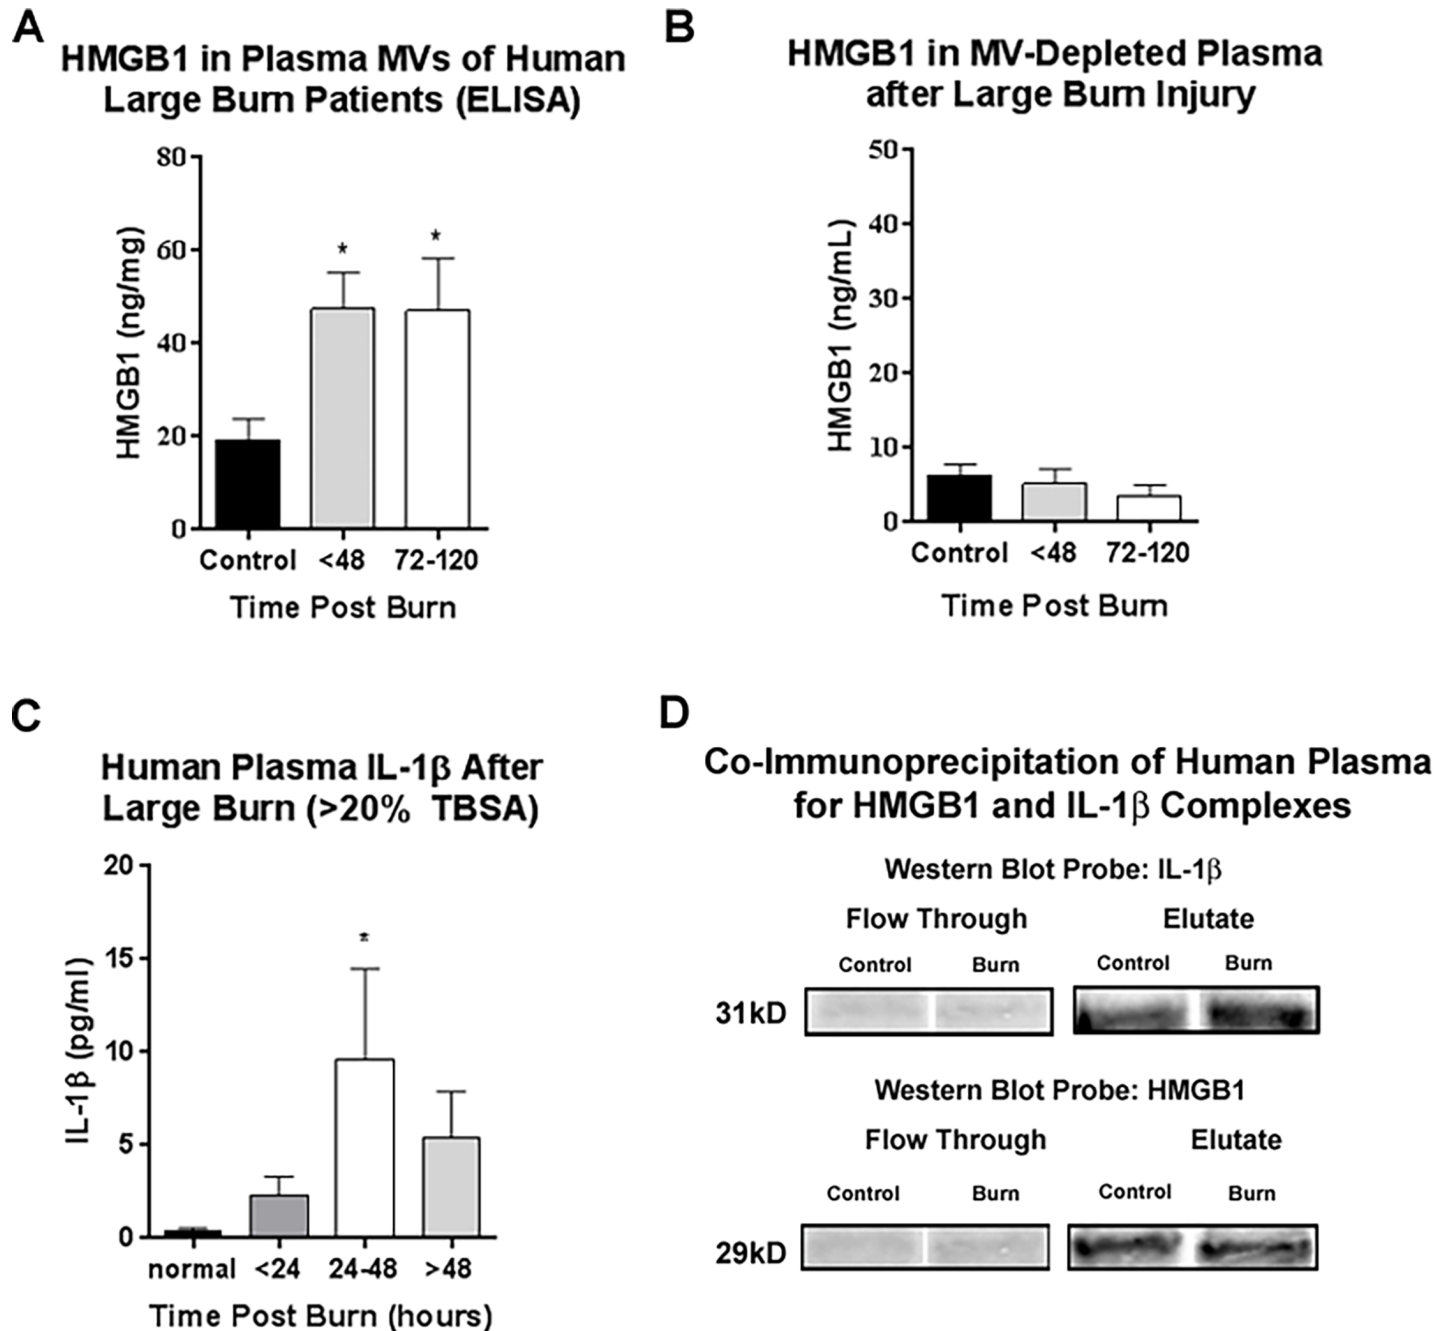 A
HMGB1 in Plasma MVs of Human
Large Burn Patients (ELISA)
80
60
40
20
0
HMGB1 (ng/mg)
*
*
Control <48 72-120
Time Post Burn
B
HMGB1 in MV-Depleted Plasma
after Large Burn Injury
50
40
30
20
10
0
HMGB1 (ng/mL)
Control <48 72-120
Time Post Burn
C
Human Plasma IL-1β After
Large Burn (>20% TBSA)
20
15
10
5
0
IL-1β (pg/ml)
*
normal <24 24-48 >48
Time Post Burn (hours)
D
Co-Immunoprecipitation of Human Plasma
for HMGB1 and IL-1β Complexes
Western Blot Probe: IL-1β
Flow Through Elutate
Control Burn Control Burn
31kD
Western Blot Probe: HMGB1
Flow Through Elutate
Control Burn Control Burn
29kD